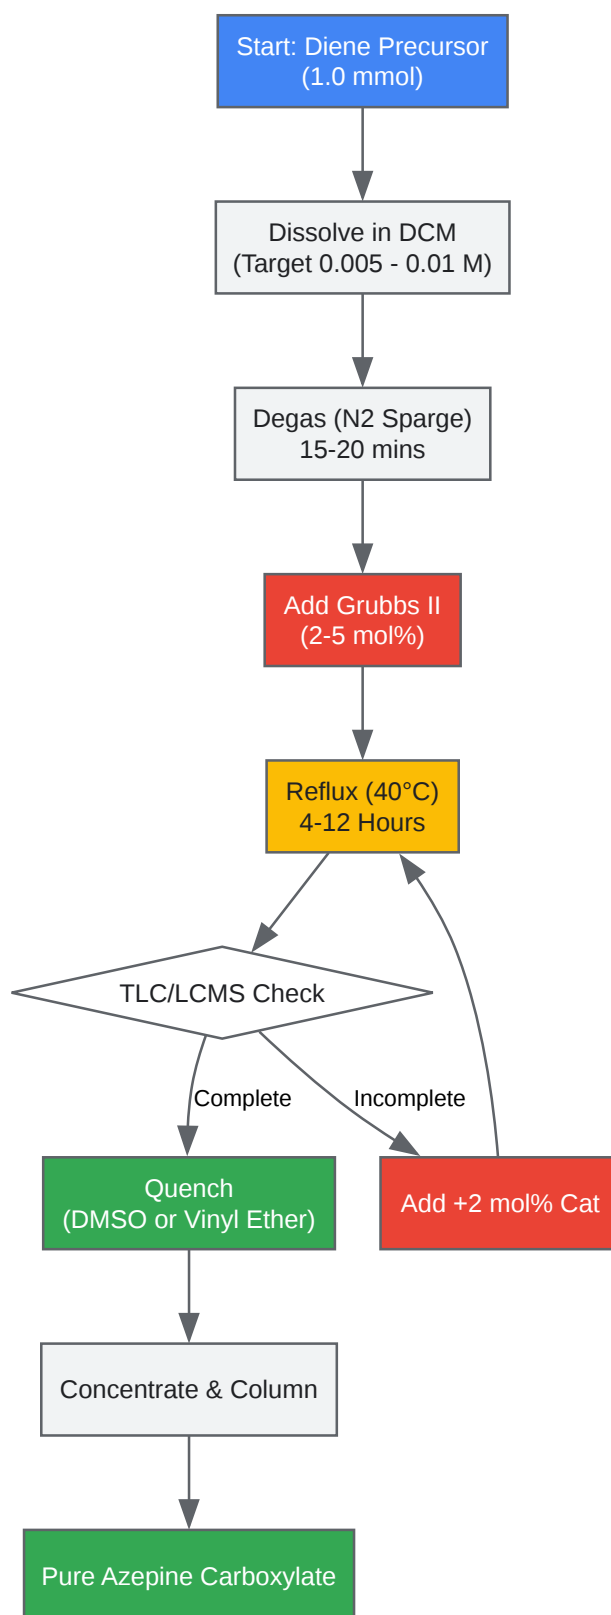 Start: Diene Precursor
(1.0 mmol)
Dissolve in DCM
(Target 0.005 - 0.01 M)
Degas (N2 Sparge)
15-20 mins
Add Grubbs II
(2-5 mol%)
Reflux (40°C)
4-12 Hours
TLC/LCMS Check
Complete
Incomplete
Quench
(DMSO or Vinyl Ether)
Add +2 mol% Cat
Concentrate & Column
Pure Azepine Carboxylate